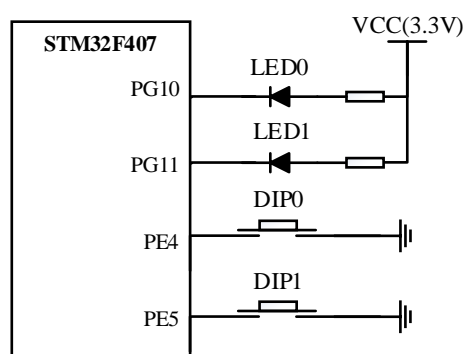 VCC(3.3V)
STM32F407
LED0
PG10
LED1
PG11
DIP0
PE4
DIP1
PE5